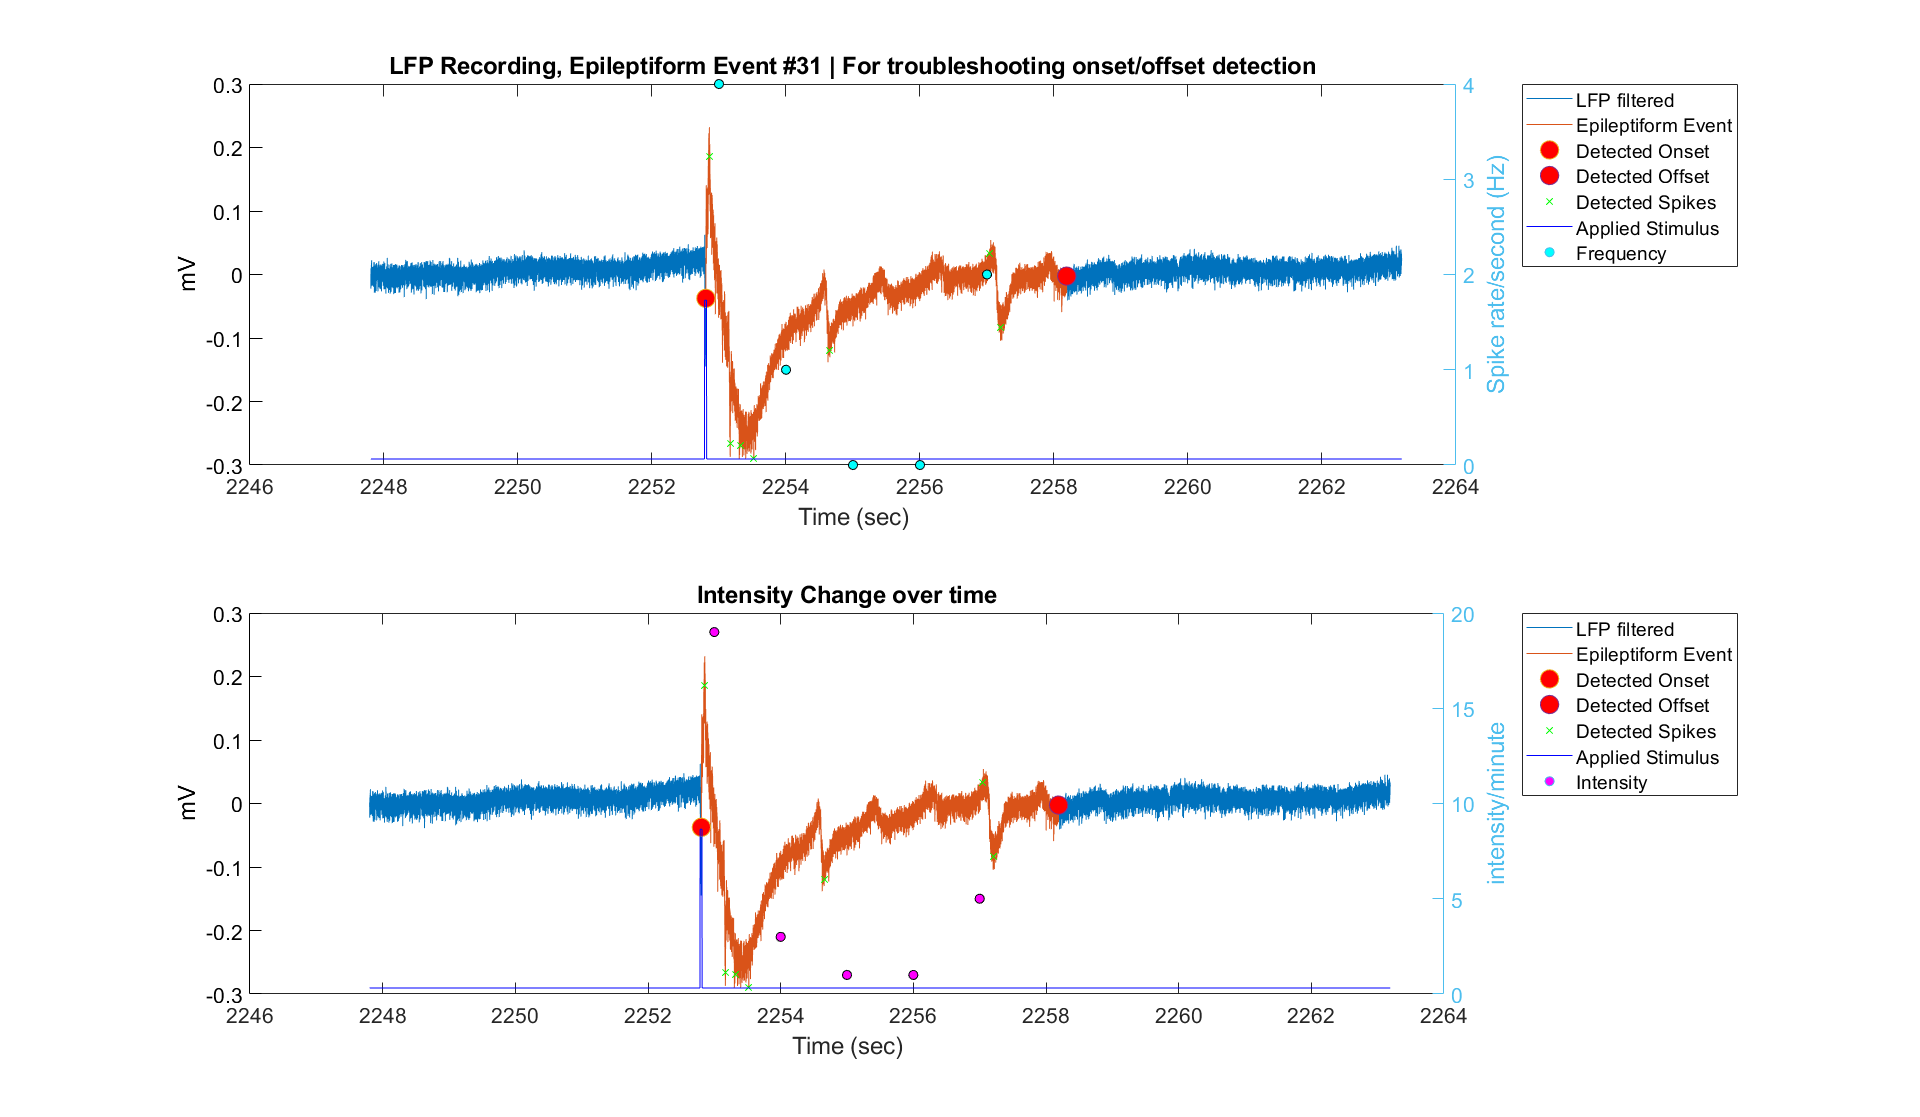 LFP Recording, Epileptiform Event #31 | For troubleshooting onset/offset detection
0.3
0.2
0.1
0
-0.1
-0.2
-0.3
mV
4
3
2
1
0
Spike rate/second (Hz)
2246 2248 2250 2252 2254 2256 2258 2260 2262 2264
Time (sec)
LFP filtered
Epileptiform Event
Detected Onset
Detected Offset
Detected Spikes
Applied Stimulus
Frequency
Intensity Change over time
0.3
0.2
0.1
0
-0.1
-0.2
-0.3
mV
20
15
10
5
0
intensity/minute
2246 2248 2250 2252 2254 2256 2258 2260 2262 2264
Time (sec)
LFP filtered
Epileptiform Event
Detected Onset
Detected Offset
Detected Spikes
Applied Stimulus
Intensity